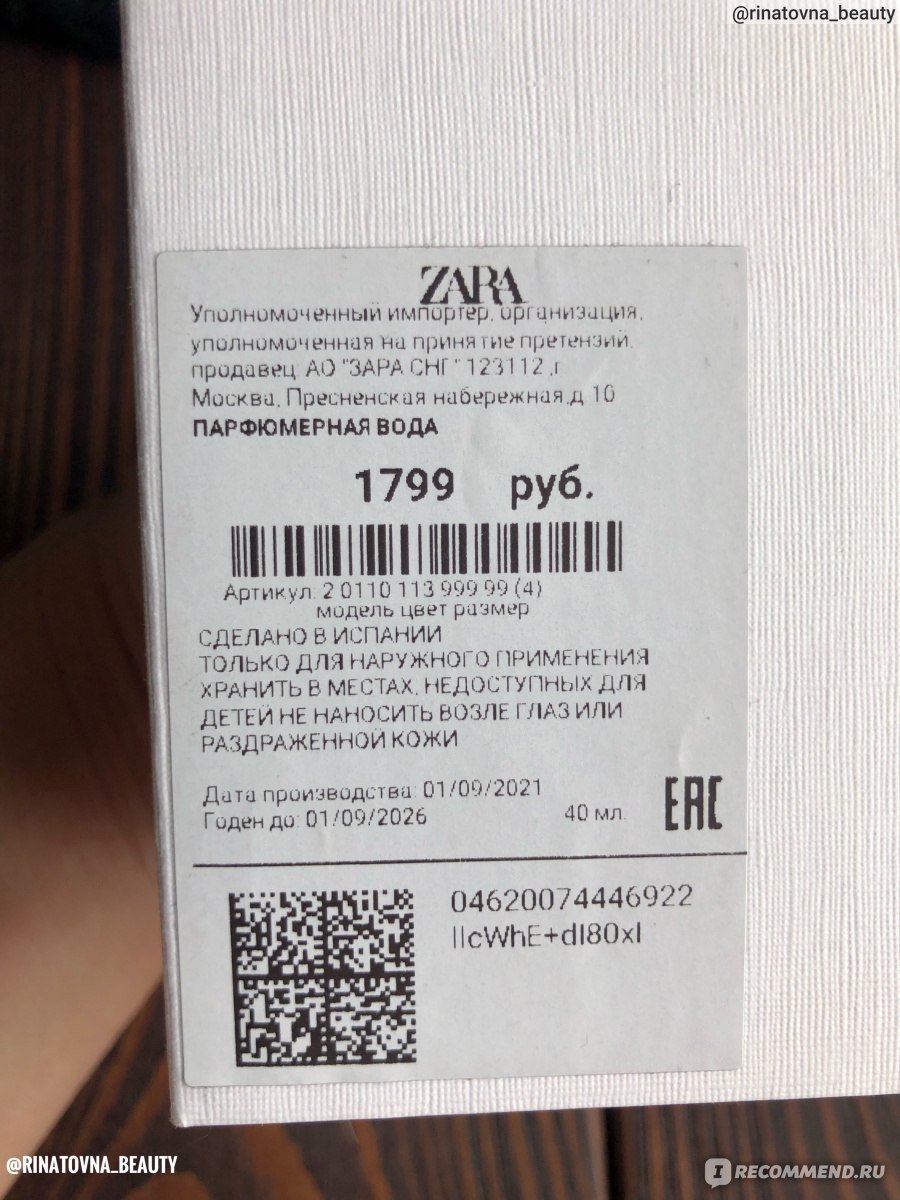 @rinatovna_beauty
ZARA
Уполномоченный импортер, организация,
уполномоченная на принятие претензий,
продавец: АО "ЗАРА СНГ" 123112 ,г
Москва, Пресненская набережная,д 10
ПАРФЮМЕРНАЯ ВОДА
1799 руб.
Артикул: 2 0110 113 999 99 (4)
модель цвет размер
СДЕЛАНО В ИСПАНИИ
ТОЛЬКО ДЛЯ НАРУЖНОГО ПРИМЕНЕНИЯ
ХРАНИТЬ В МЕСТАХ, НЕДОСТУПНЫХ ДЛЯ
ДЕТЕЙ НЕ НАНОСИТЬ ВОЗЛЕ ГЛАЗ ИЛИ
РАЗДРАЖЕННОЙ КОЖИ
Дата производства: 01/09/2021
Годен до: 01/09/2026 40 мл.
EAC
04620074446922
@RINATOVNA_BEAUTY
IRECOMMEND.RU